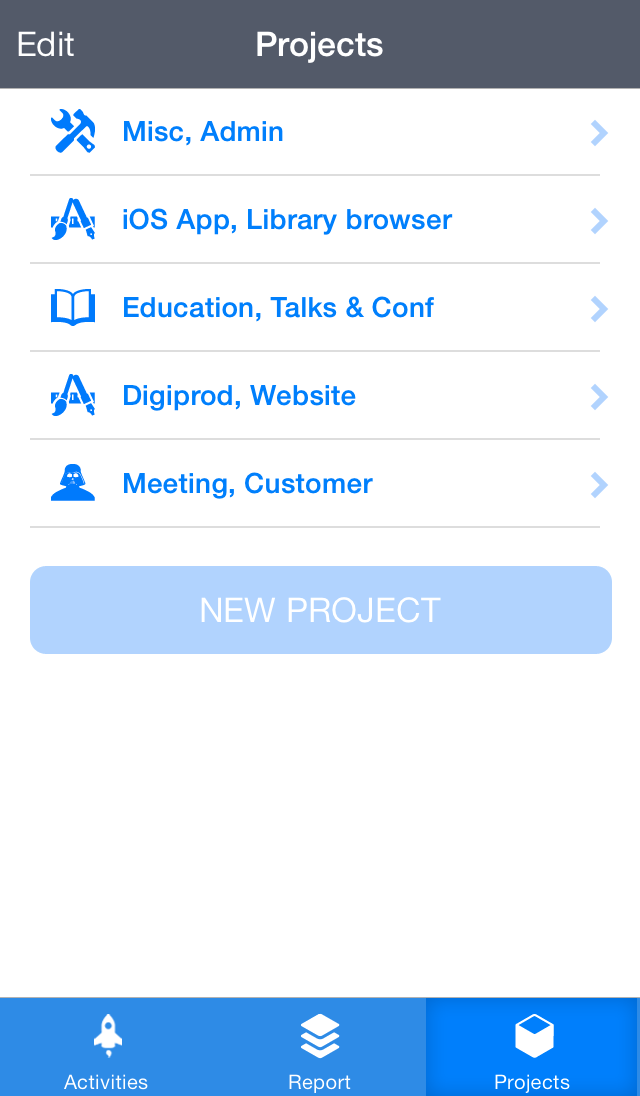 Edit
Projects
Misc, Admin
iOS App, Library browser
Education, Talks & Conf
Digiprod, Website
Meeting, Customer
NEW PROJECT
Activities
Report
Projects